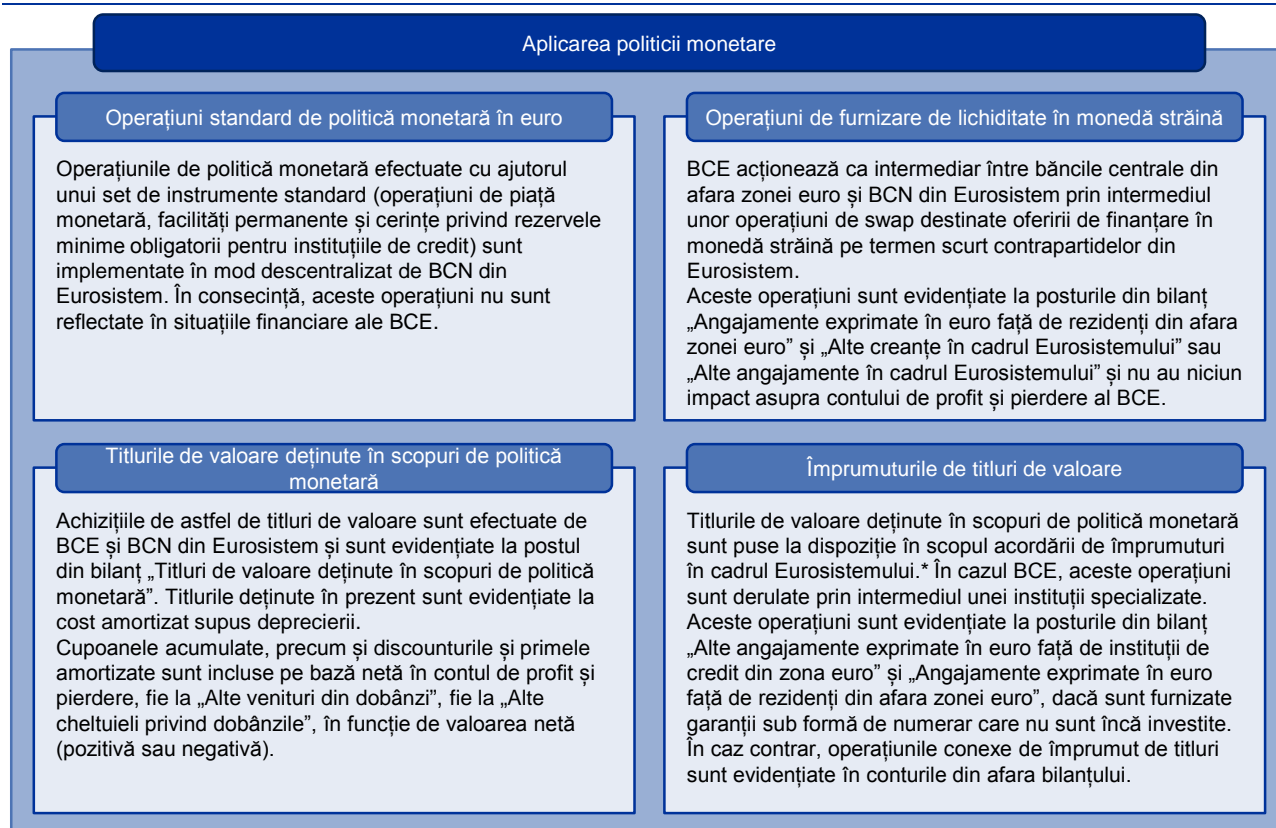 Aplicarea politicii monetare
Operațiuni standard de politică monetară în euro
Operațiunile de politică monetară efectuate cu ajutorul
unui set de instrumente standard (operațiuni de piață
monetară, facilități permanente și cerințe privind rezervele
minime obligatorii pentru instituțiile de credit) sunt
implementate în mod descentralizat de BCN din
Eurosistem. În consecință, aceste operațiuni nu sunt
reflectate în situațiile financiare ale BCE.
Operațiuni de furnizare de lichiditate în monedă străină
BCE acționează ca intermediar între băncile centrale din
afara zonei euro și BCN din Eurosistem prin intermediul
unor operațiuni de swap destinate oferirii de finanțare în
monedă străină pe termen scurt contrapartidelor din
Eurosistem.
Aceste operațiuni sunt evidențiate la posturile din bilanț
„Angajamente exprimate în euro față de rezidenți din afara
zonei euro” și „Alte creanțe în cadrul Eurosistemului” sau
„Alte angajamente în cadrul Eurosistemului” și nu au niciun
impact asupra contului de profit și pierdere al BCE.
Titlurile de valoare deținute în scopuri de politică
monetară
Achizițiile de astfel de titluri de valoare sunt efectuate de
BCE și BCN din Eurosistem și sunt evidențiate la postul
din bilanț „Titluri de valoare deținute în scopuri de politică
monetară”. Titlurile deținute în prezent sunt evidențiate la
cost amortizat supus deprecierii.
Cupoanele acumulate, precum și discounturile și primele
amortizate sunt incluse pe bază netă în contul de profit și
pierdere, fie la „Alte venituri din dobânzi”, fie la „Alte
cheltuieli privind dobânzile”, în funcție de valoarea netă
(pozitivă sau negativă).
Împrumuturile de titluri de valoare
Titlurile de valoare deținute în scopuri de politică monetară
sunt puse la dispoziție în scopul acordării de împrumuturi
în cadrul Eurosistemului.* În cazul BCE, aceste operațiuni
sunt derulate prin intermediul unei instituții specializate.
Aceste operațiuni sunt evidențiate la posturile din bilanț
„Alte angajamente exprimate în euro față de instituții de
credit din zona euro” și „Angajamente exprimate în euro
față de rezidenți din afara zonei euro”, dacă sunt furnizate
garanții sub formă de numerar care nu sunt încă investite.
În caz contrar, operațiunile conexe de împrumut de titluri
sunt evidențiate în conturile din afara bilanțului.